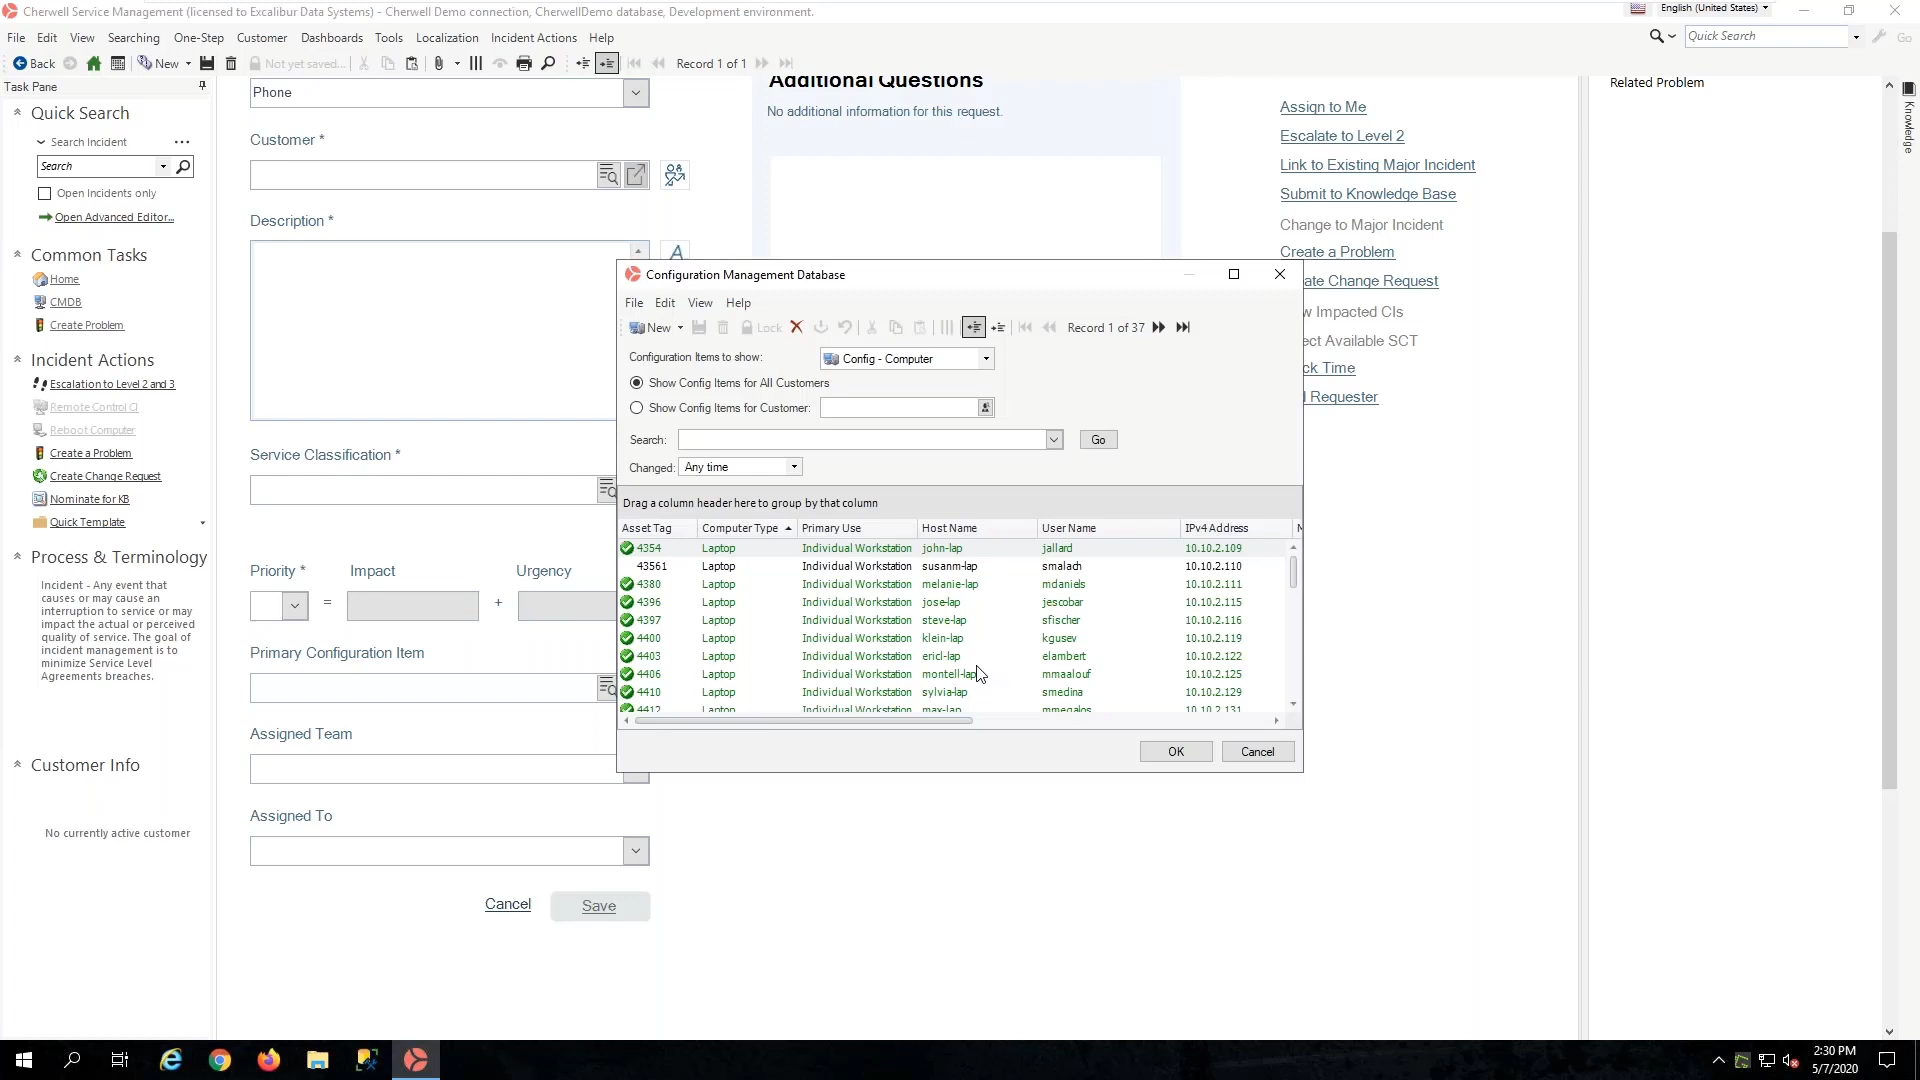 Cherwell Service Management (licensed to Excalibur Data Systems) - Cherwell Demo connection, CherwellDemo database, Development environment.
English (United States)
File Edit View Searching One-Step Customer Dashboards Tools Localization Incident Actions Help
Quick Search
Go
Back New Not yet saved... Record 1 of 1
Task Pane
Quick Search
Search Incident
Search
Open Incidents only
Open Advanced Editor...
Common Tasks
Home
CMDB
Create Problem
Incident Actions
Escalation to Level 2 and 3
Remote Control CI
Reboot Computer
Create a Problem
Create Change Request
Nominate for KB
Quick Template
Process & Terminology
Incident - Any event that
causes or may cause an
interruption to service or may
impact the actual or perceived
quality of service. The goal of
incident management is to
minimize Service Level
Agreements breaches.
Customer Info
No currently active customer
Phone
Customer *
Description *
A
Service Classification *
Priority * Impact Urgency
= +
Primary Configuration Item
Assigned Team
Assigned To
Cancel Save
Additional Questions
No additional information for this request.
Assign to Me
Escalate to Level 2
Link to Existing Major Incident
Submit to Knowledge Base
Change to Major Incident
Create a Problem
ate Change Request
w Impacted CIs
ect Available SCT
ck Time
l Requester
Related Problem
Knowledge
Configuration Management Database
File Edit View Help
New Lock Record 1 of 37
Configuration Items to show: Config - Computer
Show Config Items for All Customers
Show Config Items for Customer:
Search: Go
Changed: Any time
Drag a column header here to group by that column
Asset Tag Computer Type Primary Use Host Name User Name IPv4 Address
4354 Laptop Individual Workstation john-lap jallard 10.10.2.109
43561 Laptop Individual Workstation susanm-lap smalach 10.10.2.110
4380 Laptop Individual Workstation melanie-lap mdaniels 10.10.2.111
4396 Laptop Individual Workstation jose-lap jescobar 10.10.2.115
4397 Laptop Individual Workstation steve-lap sfischer 10.10.2.116
4400 Laptop Individual Workstation klein-lap kgusev 10.10.2.119
4403 Laptop Individual Workstation ericl-lap elambert 10.10.2.122
4406 Laptop Individual Workstation montell-lap mmaalouf 10.10.2.125
4410 Laptop Individual Workstation sylvia-lap smedina 10.10.2.129
4412 Laptop Individual Workstation max-lap mmegalos 10.10.2.131
OK Cancel
2:30 PM
5/7/2020